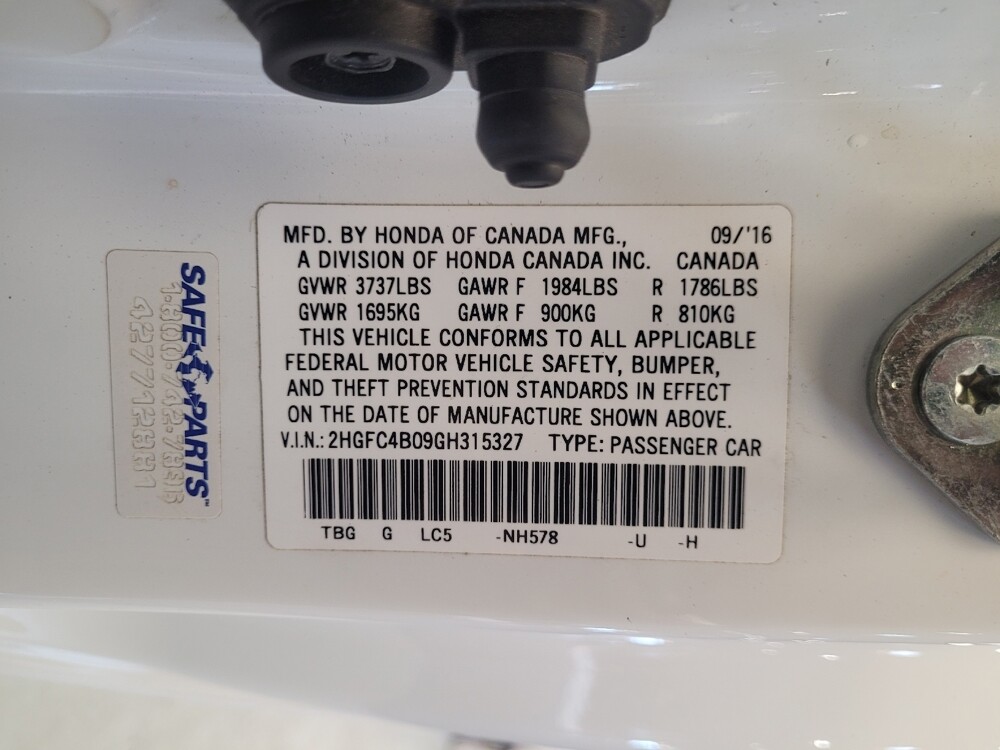 MFD. BY HONDA OF CANADA MFG., 09/'16
A DIVISION OF HONDA CANADA INC. CANADA
GVWR 3737LBS GAWR F 1984LBS R 1786LBS
GVWR 1695KG GAWR F 900KG R 810KG
THIS VEHICLE CONFORMS TO ALL APPLICABLE
FEDERAL MOTOR VEHICLE SAFETY, BUMPER,
AND THEFT PREVENTION STANDARDS IN EFFECT
ON THE DATE OF MANUFACTURE SHOWN ABOVE.
V.I.N.: 2HGFC4B09GH315327 TYPE: PASSENGER CAR
TBG G LC5 -NH578 -U -H
SAFE PARTS™